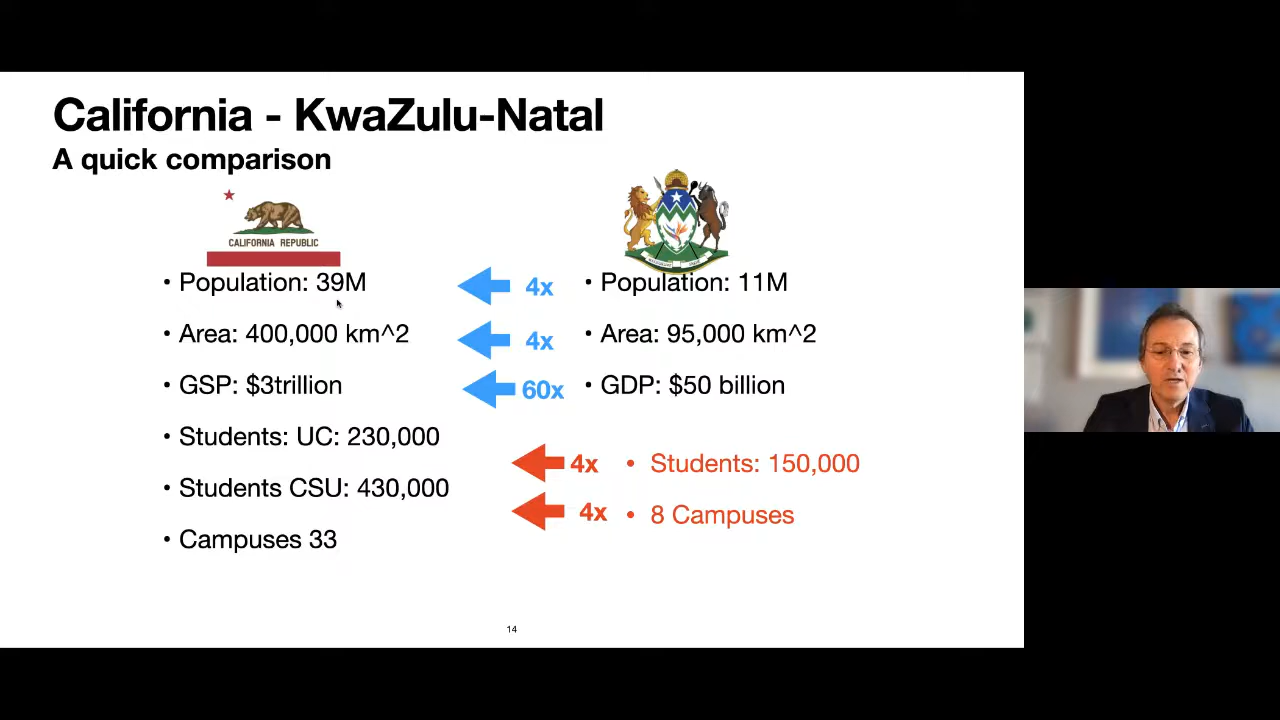 California - KwaZulu-Natal
A quick comparison
CALIFORNIA REPUBLIC
• Population: 39M
4x
• Population: 11M
• Area: 400,000 km^2
4x
• Area: 95,000 km^2
• GSP: $3trillion
60x
• GDP: $50 billion
• Students: UC: 230,000
4x
• Students: 150,000
• Students CSU: 430,000
4x
• 8 Campuses
• Campuses 33
14